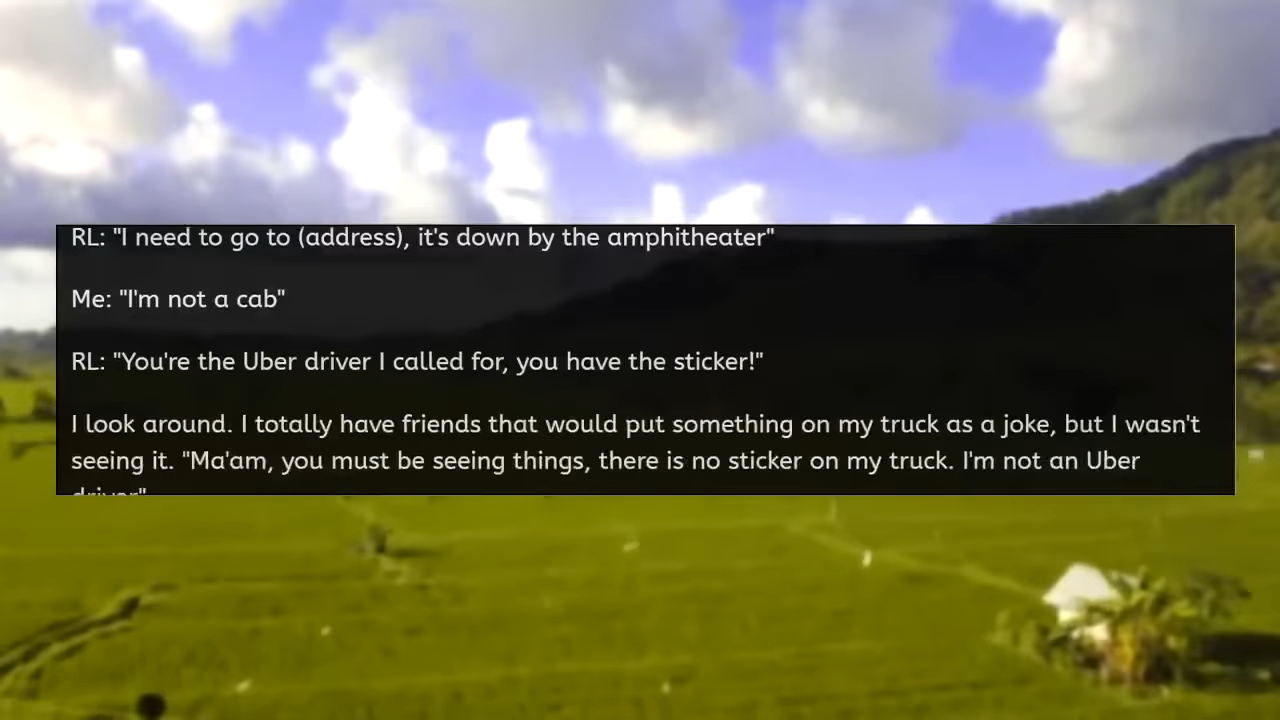 RL: "I need to go to (address), it's down by the amphitheater"
Me: "I'm not a cab"
RL: "You're the Uber driver I called for, you have the sticker!"
I look around. I totally have friends that would put something on my truck as a joke, but I wasn't
seeing it. "Ma'am, you must be seeing things, there is no sticker on my truck. I'm not an Uber
driver"